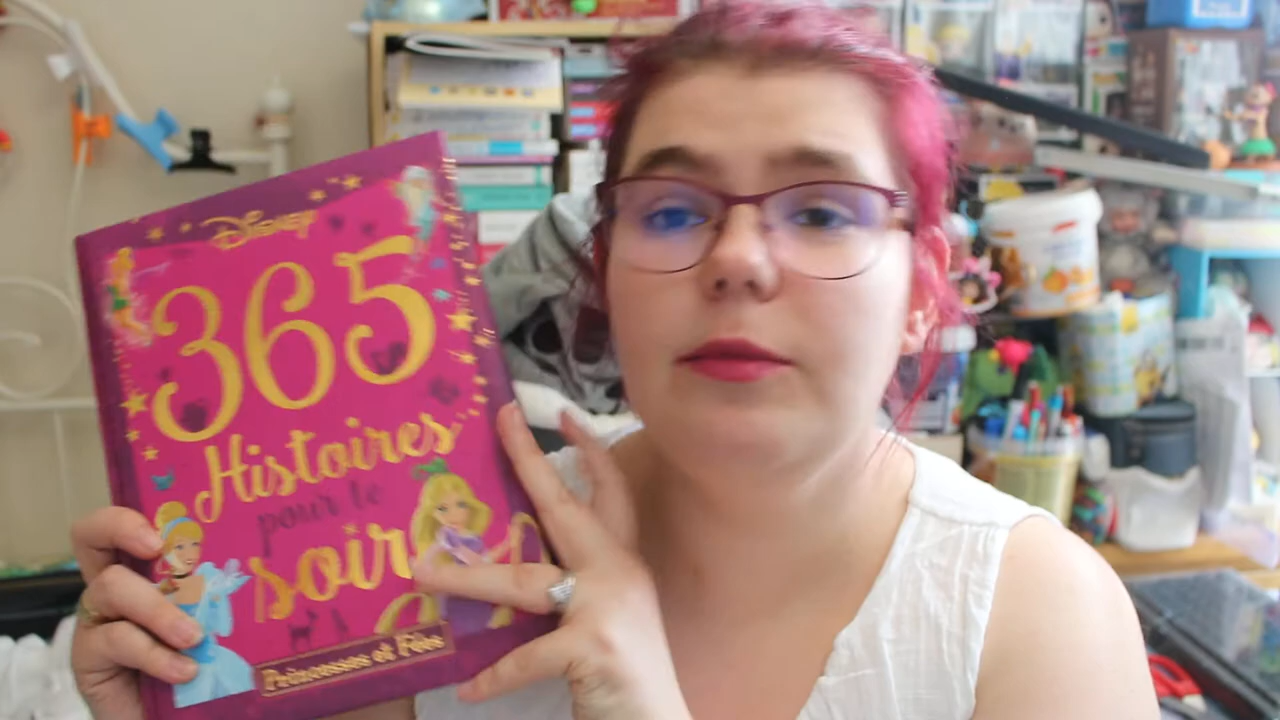 Disney
365
Histoires
pour le
soir
Princesses et Fées